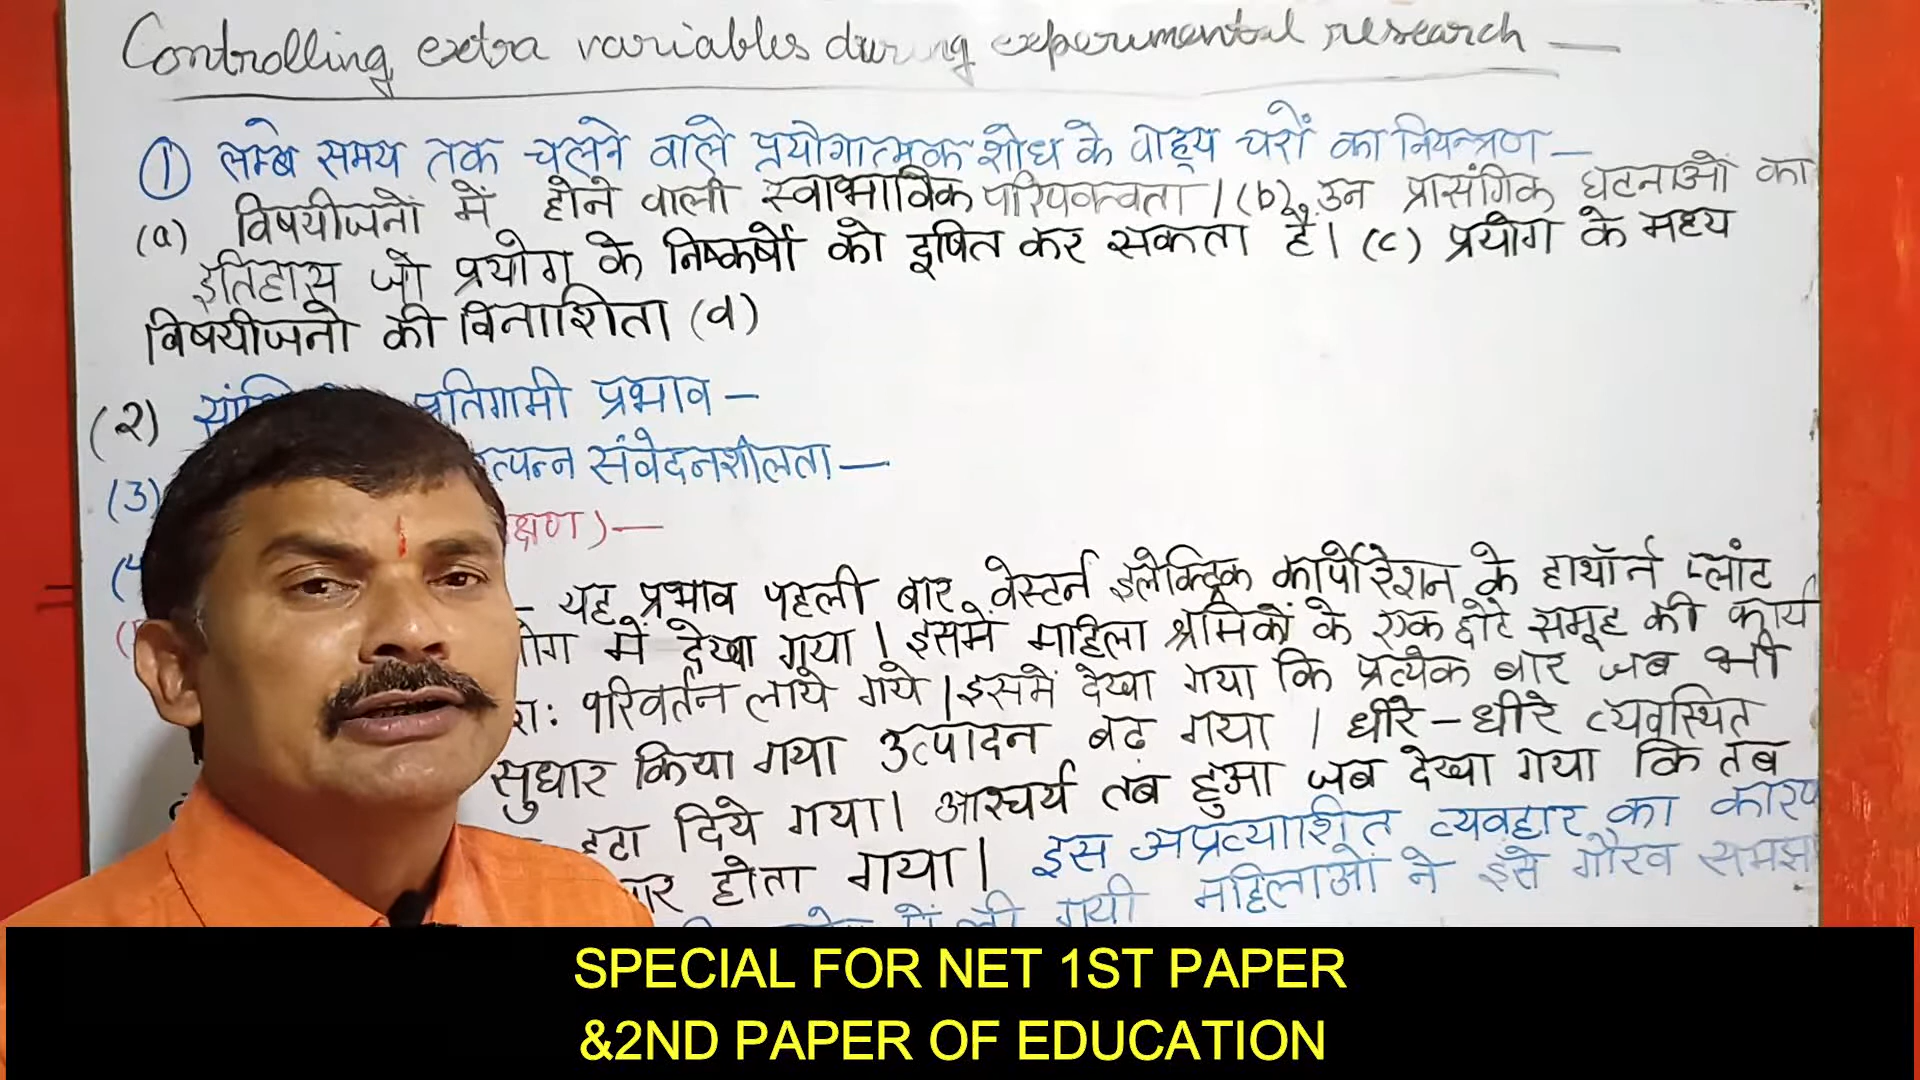 Controlling extra variables during experimental research —
① लम्बे समय तक चलने वाले प्रयोगात्मक शोध के वाह्य चरों का नियन्त्रण —
(a) विषयीजनों में होने वाली स्वाभाविक परिपक्वता। (b) उन प्रासंगिक घटनाओं का
इतिहास जो प्रयोग के निष्कर्षो को दूषित कर सकता है। (c) प्रयोग के मध्य
विषयीजनो की विनाशिता (d)
(2) प्रतिगामी प्रभाव —
(3) संवेदनशीलता —
क्षण) —
- यह प्रभाव पहली बार वेस्टर्न इलेक्ट्रिक कार्पोरेशन के हाथॉर्न प्लांट
में देखा गया। इसमें माहिला श्रमिकों के एक छोटे समूह की कार्य
परिवर्तन लाये गये। इसमें देखा गया कि प्रत्येक बार जब भी
सुधार किया गया उत्पादन बढ़ गया। धीरे - धीरे व्यवस्थित
हटा दिये गया। आश्चर्य तब हुआ जब देखा गया कि तब
होता गया। इस अप्रत्याशित व्यवहार का कारण
में ली गयी महिलाओं ने इसे गौरव समझा
SPECIAL FOR NET 1ST PAPER
&2ND PAPER OF EDUCATION